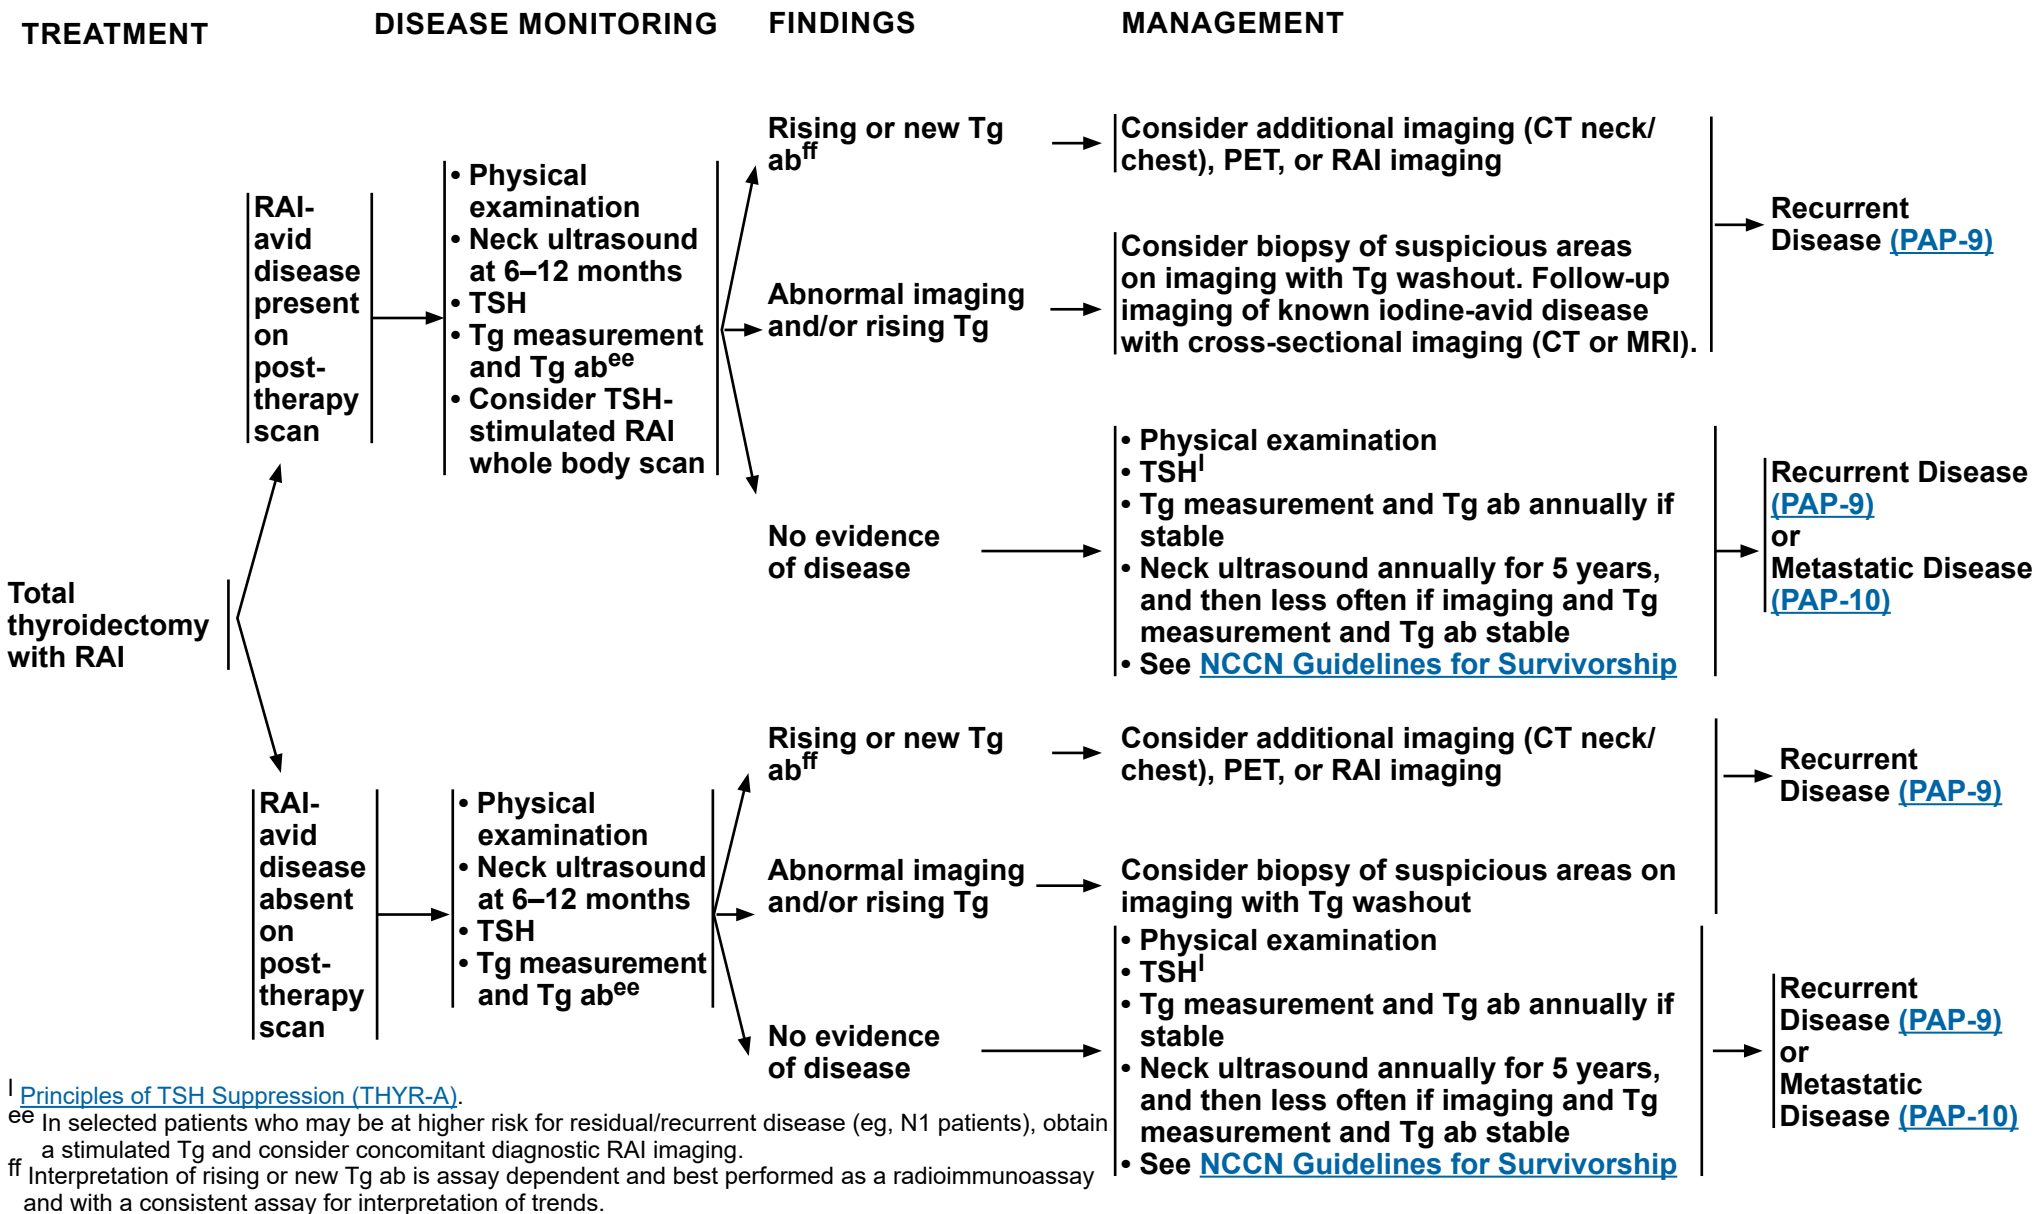 TREATMENT
DISEASE MONITORING
FINDINGS
MANAGEMENT
Total
thyroidectomy
with RAI
RAI-
avid
disease
present
on
post-
therapy
scan
• Physical
examination
• Neck ultrasound
at 6–12 months
• TSH
• Tg measurement
and Tg ab^ee
• Consider TSH-
stimulated RAI
whole body scan
Rising or new Tg
ab^ff
Consider additional imaging (CT neck/
chest), PET, or RAI imaging
Abnormal imaging
and/or rising Tg
Consider biopsy of suspicious areas
on imaging with Tg washout. Follow-up
imaging of known iodine-avid disease
with cross-sectional imaging (CT or MRI).
Recurrent
Disease (PAP-9)
No evidence
of disease
• Physical examination
• TSH^l
• Tg measurement and Tg ab annually if
stable
• Neck ultrasound annually for 5 years,
and then less often if imaging and Tg
measurement and Tg ab stable
• See NCCN Guidelines for Survivorship
Recurrent Disease
(PAP-9)
or
Metastatic Disease
(PAP-10)
RAI-
avid
disease
absent
on
post-
therapy
scan
• Physical
examination
• Neck ultrasound
at 6–12 months
• TSH
• Tg measurement
and Tg ab^ee
Rising or new Tg
ab^ff
Consider additional imaging (CT neck/
chest), PET, or RAI imaging
Abnormal imaging
and/or rising Tg
Consider biopsy of suspicious areas on
imaging with Tg washout
Recurrent
Disease (PAP-9)
No evidence
of disease
• Physical examination
• TSH^l
• Tg measurement and Tg ab annually if
stable
• Neck ultrasound annually for 5 years,
and then less often if imaging and Tg
measurement and Tg ab stable
• See NCCN Guidelines for Survivorship
Recurrent
Disease (PAP-9)
or
Metastatic
Disease (PAP-10)
l Principles of TSH Suppression (THYR-A).
ee In selected patients who may be at higher risk for residual/recurrent disease (eg, N1 patients), obtain
a stimulated Tg and consider concomitant diagnostic RAI imaging.
ff Interpretation of rising or new Tg ab is assay dependent and best performed as a radioimmunoassay
and with a consistent assay for interpretation of trends.